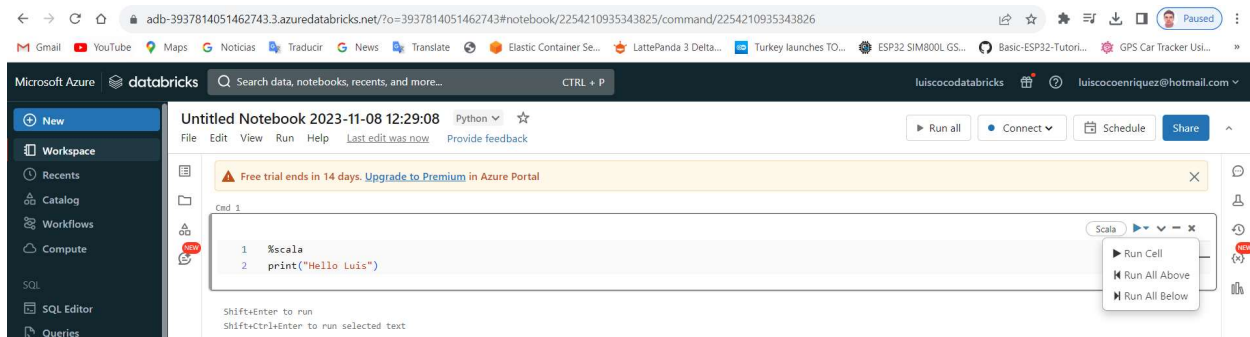 adb-3937814051462743.3.azuredatabricks.net/?o=3937814051462743#notebook/2254210935343825/command/2254210935343826 Paused
Gmail YouTube Maps Noticias Traducir News Translate Elastic Container Se... LattePanda 3 Delta... Turkey launches TO... ESP32 SIM800L GS... Basic-ESP32-Tutori... GPS Car Tracker Usi... »
Microsoft Azure databricks Search data, notebooks, recents, and more... CTRL + P luiscocodatabricks luiscocoenriquez@hotmail.com
New
Workspace
Recents
Catalog
Workflows
Compute
SQL
SQL Editor
Queries
Untitled Notebook 2023-11-08 12:29:08 Python
File Edit View Run Help Last edit was now Provide feedback
Run all Connect Schedule Share
NEW
Free trial ends in 14 days. Upgrade to Premium in Azure Portal
Cmd 1
Scala
1 %scala
2 print("Hello Luis")
Run Cell
Run All Above
Run All Below
Shift+Enter to run
Shift+Ctrl+Enter to run selected text
NEW
{x}